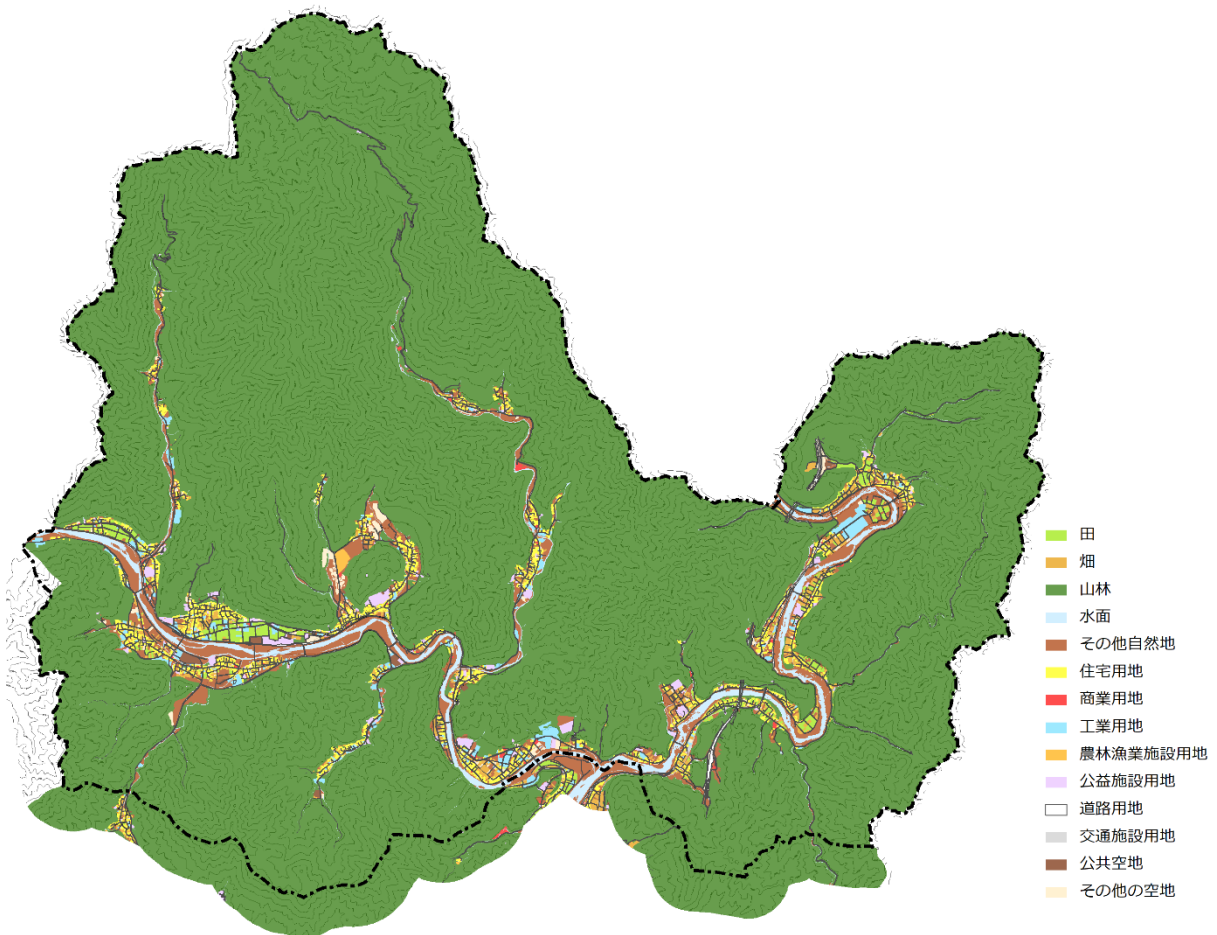 田
畑
山林
水面
その他自然地
住宅用地
商業用地
工業用地
農林漁業施設用地
公益施設用地
道路用地
交通施設用地
公共空地
その他の空地